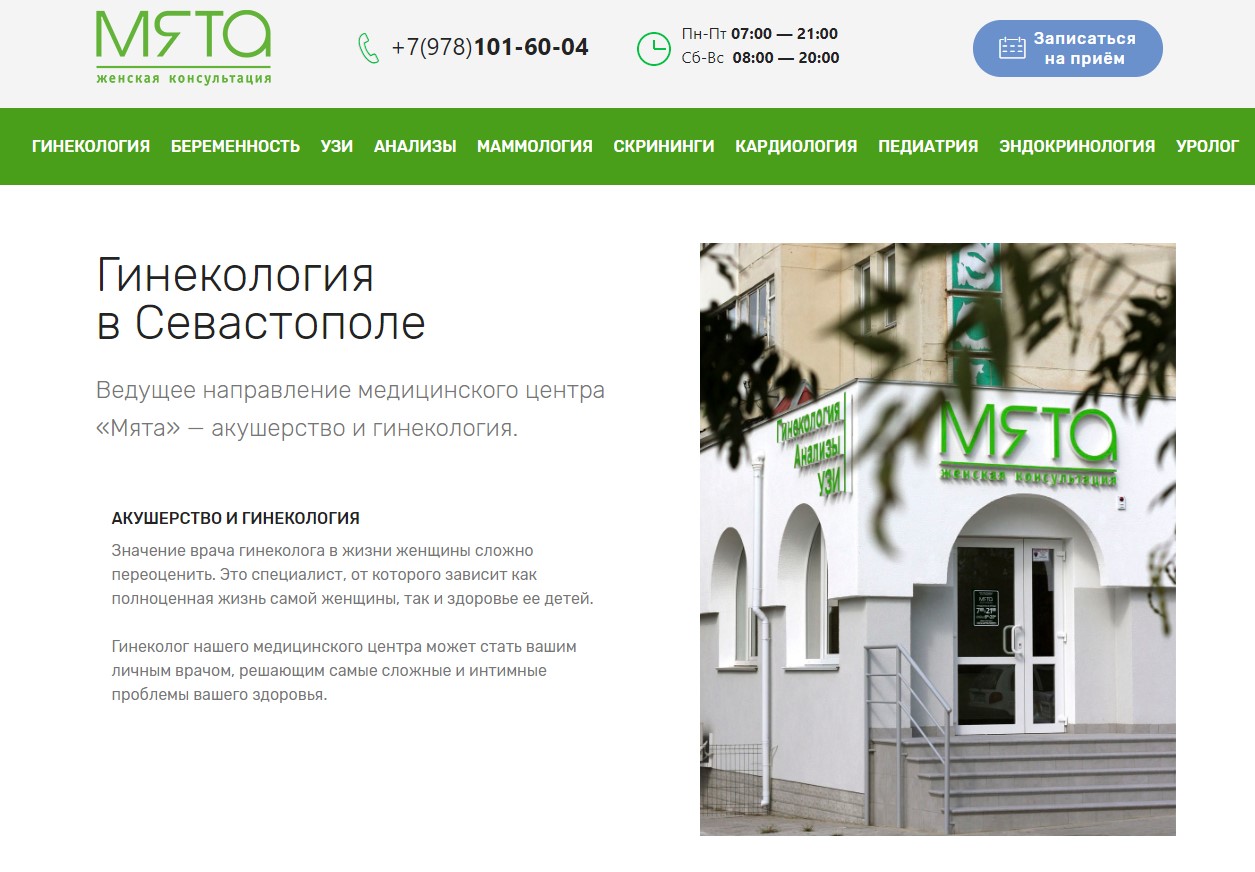 МЯТА
женская консультация
+7(978)101-60-04
Пн-Пт 07:00 — 21:00
Сб-Вс 08:00 — 20:00
Записаться
на приём
ГИНЕКОЛОГИЯ БЕРЕМЕННОСТЬ УЗИ АНАЛИЗЫ МАММОЛОГИЯ СКРИНИНГИ КАРДИОЛОГИЯ ПЕДИАТРИЯ ЭНДОКРИНОЛОГИЯ УРОЛОГ
Гинекология
в Севастополе
Ведущее направление медицинского центра
«Мята» — акушерство и гинекология.
АКУШЕРСТВО И ГИНЕКОЛОГИЯ
Значение врача гинеколога в жизни женщины сложно
переоценить. Это специалист, от которого зависит как
полноценная жизнь самой женщины, так и здоровье ее детей.
Гинеколог нашего медицинского центра может стать вашим
личным врачом, решающим самые сложные и интимные
проблемы вашего здоровья.
Гинекология
Анализы
УЗИ
МЯТА
женская консультация
МЯТА